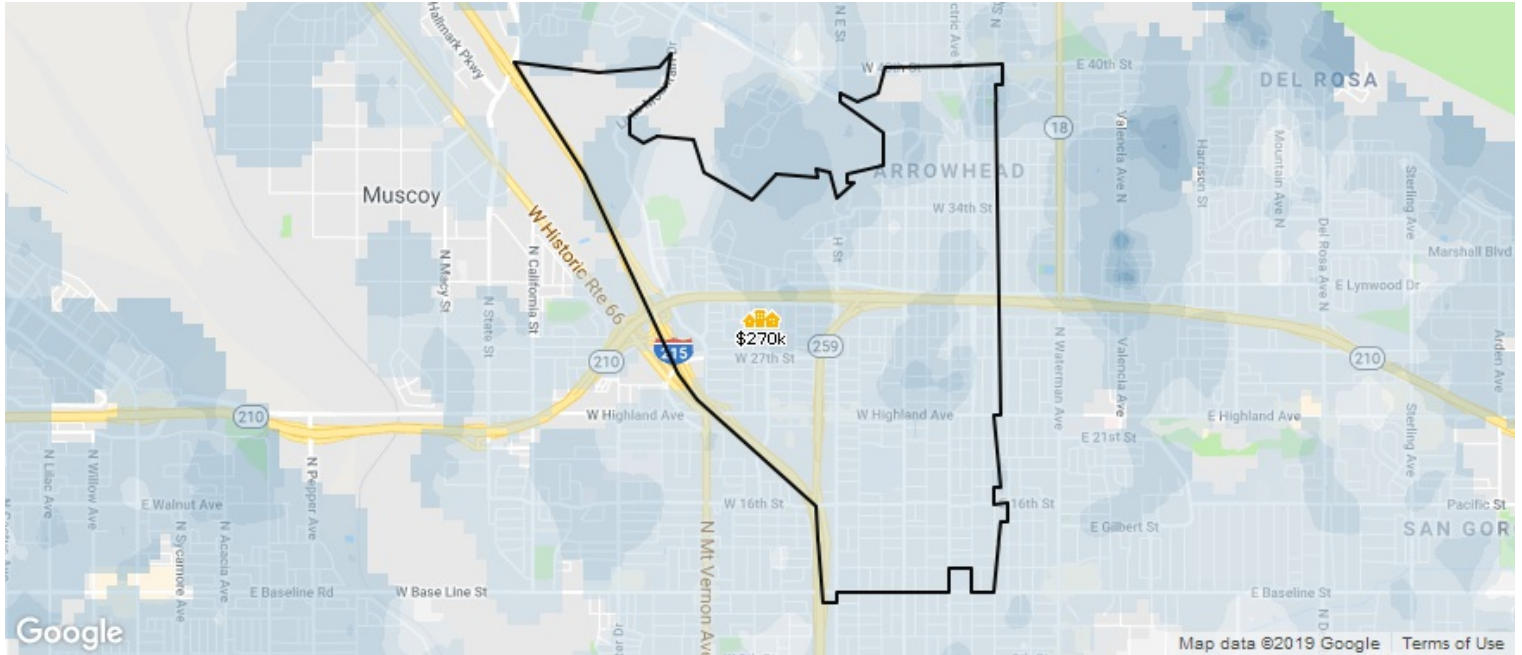 Hallmark Pkwy
N E St
W 40th St
E 40th St
DEL ROSA
18
Valencia Ave N
Harrison St
Mountain Ave N
Sterling Ave
ARROWHEAD
Muscoy
W 34th St
W Historic Rte 66
N Macy St
N State St
N California St
H St
Del Rosa Ave N
Marshall Blvd
E Lynwood Dr
$270k
W 27th St
215
210
259
N Waterman Ave
Valencia Ave
210
Arden Ave
210
W Highland Ave
W Highland Ave
E Highland Ave
E 21st St
Sterling Ave
N Lilac Ave
N Willow Ave
N Pepper Ave
E Walnut Ave
W 16th St
16th St
Pacific St
E Gilbert St
SAN GOR
N Sycamore Ave
N Acacia Ave
N Mt Vernon Ave
E Baseline Rd
W Base Line St
E Baseline St
Google
Map data ©2019 Google
Terms of Use